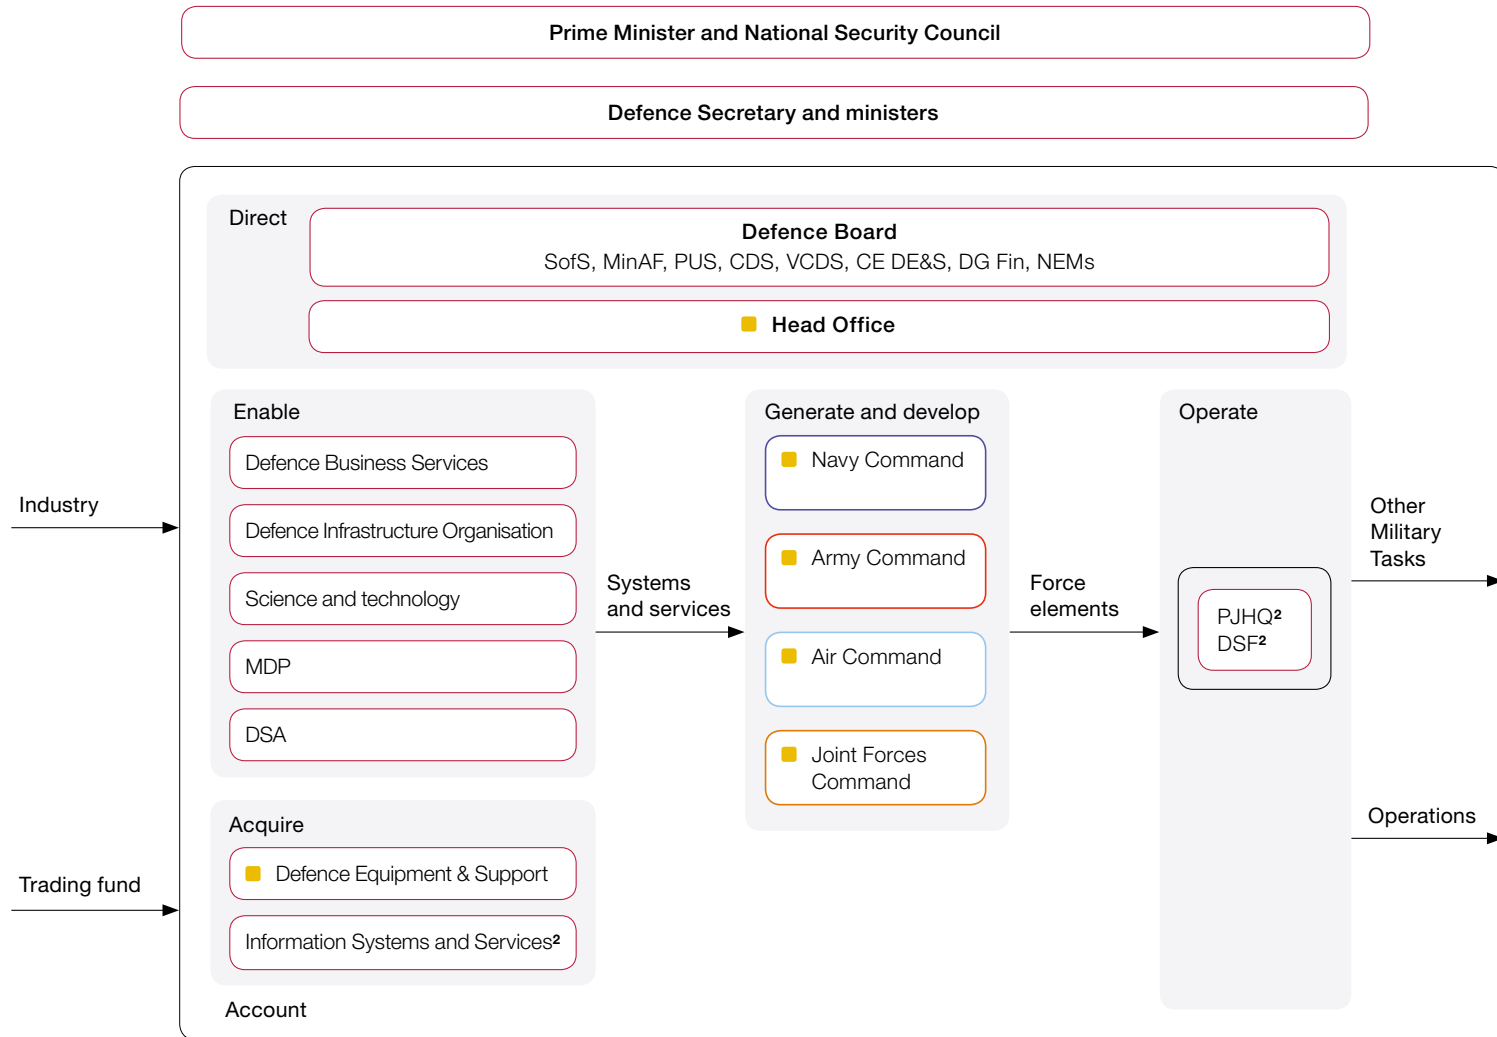 Prime Minister and National Security Council
Defence Secretary and ministers
Direct
Defence Board
SofS, MinAF, PUS, CDS, VCDS, CE DE&S, DG Fin, NEMs
Head Office
Enable
Defence Business Services
Defence Infrastructure Organisation
Science and technology
MDP
DSA
Acquire
Defence Equipment & Support
Information Systems and Services²
Account
Industry
Trading fund
Systems
and services
Generate and develop
Navy Command
Army Command
Air Command
Joint Forces
Command
Force
elements
Operate
PJHQ²
DSF²
Other
Military
Tasks
Operations